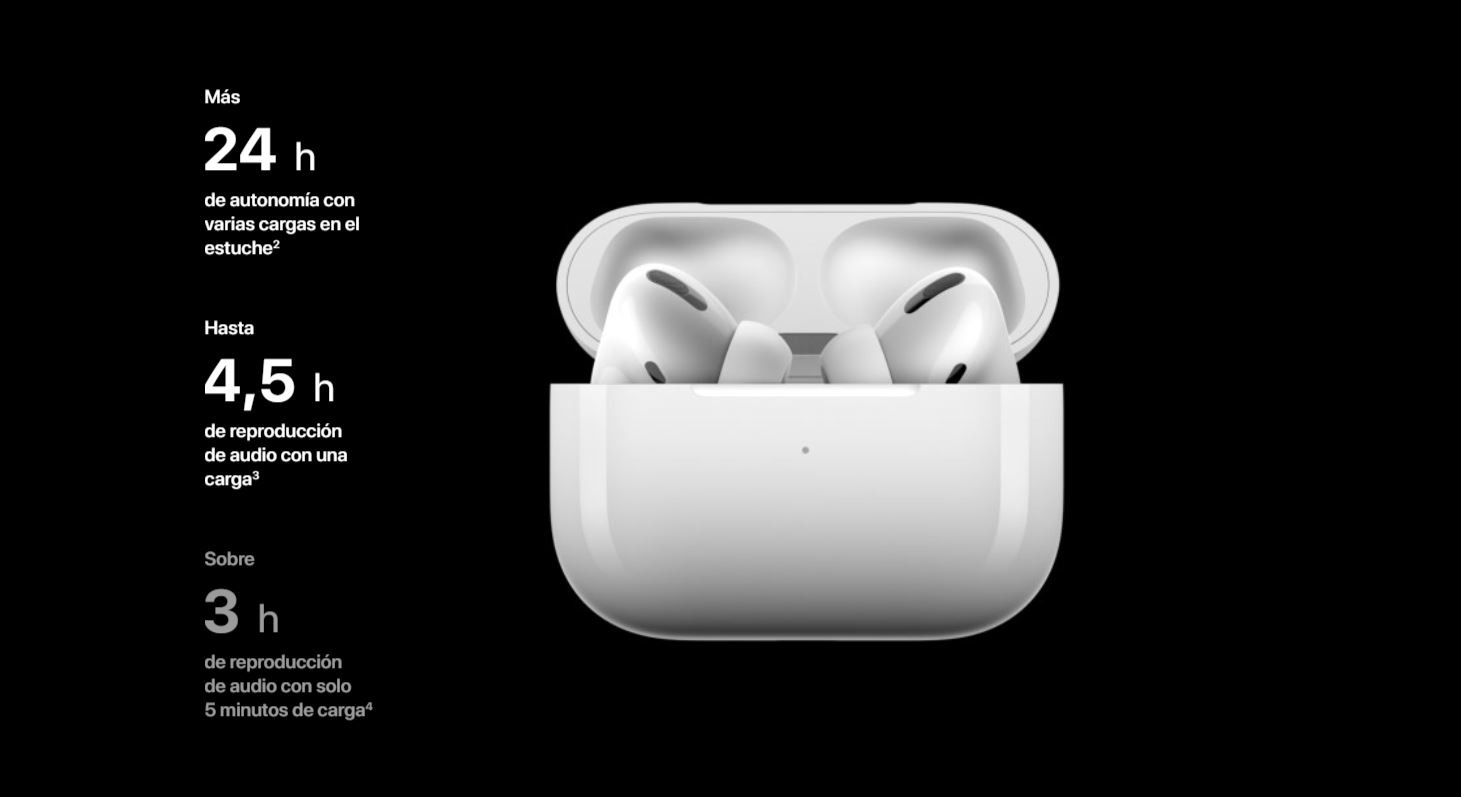 Más
24 h
de autonomía con
varias cargas en el
estuche²
Hasta
4,5 h
de reproducción
de audio con una
carga³
Sobre
3 h
de reproducción
de audio con solo
5 minutos de carga⁴